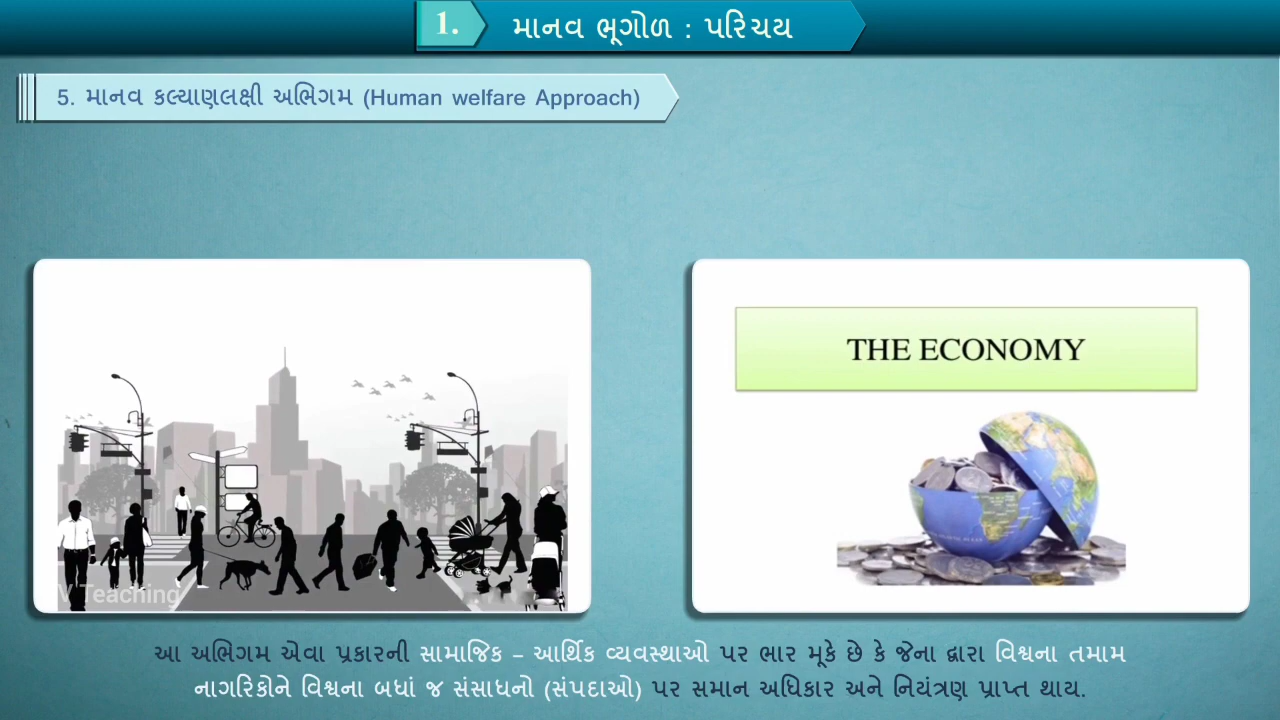 1.
માનવ ભૂગોળ : પરિચય
5. માનવ કલ્યાણલક્ષી અભિગમ (Human welfare Approach)
THE ECONOMY
V Teaching
આ અભિગમ એવા પ્રકારની સામાજિક – આર્થિક વ્યવસ્થાઓ પર ભાર મૂકે છે કે જેના દ્વારા વિશ્વના તમામ
નાગરિકોને વિશ્વના બધાં જ સંસાધનો (સંપદાઓ) પર સમાન અધિકાર અને નિયંત્રણ પ્રાપ્ત થાય.